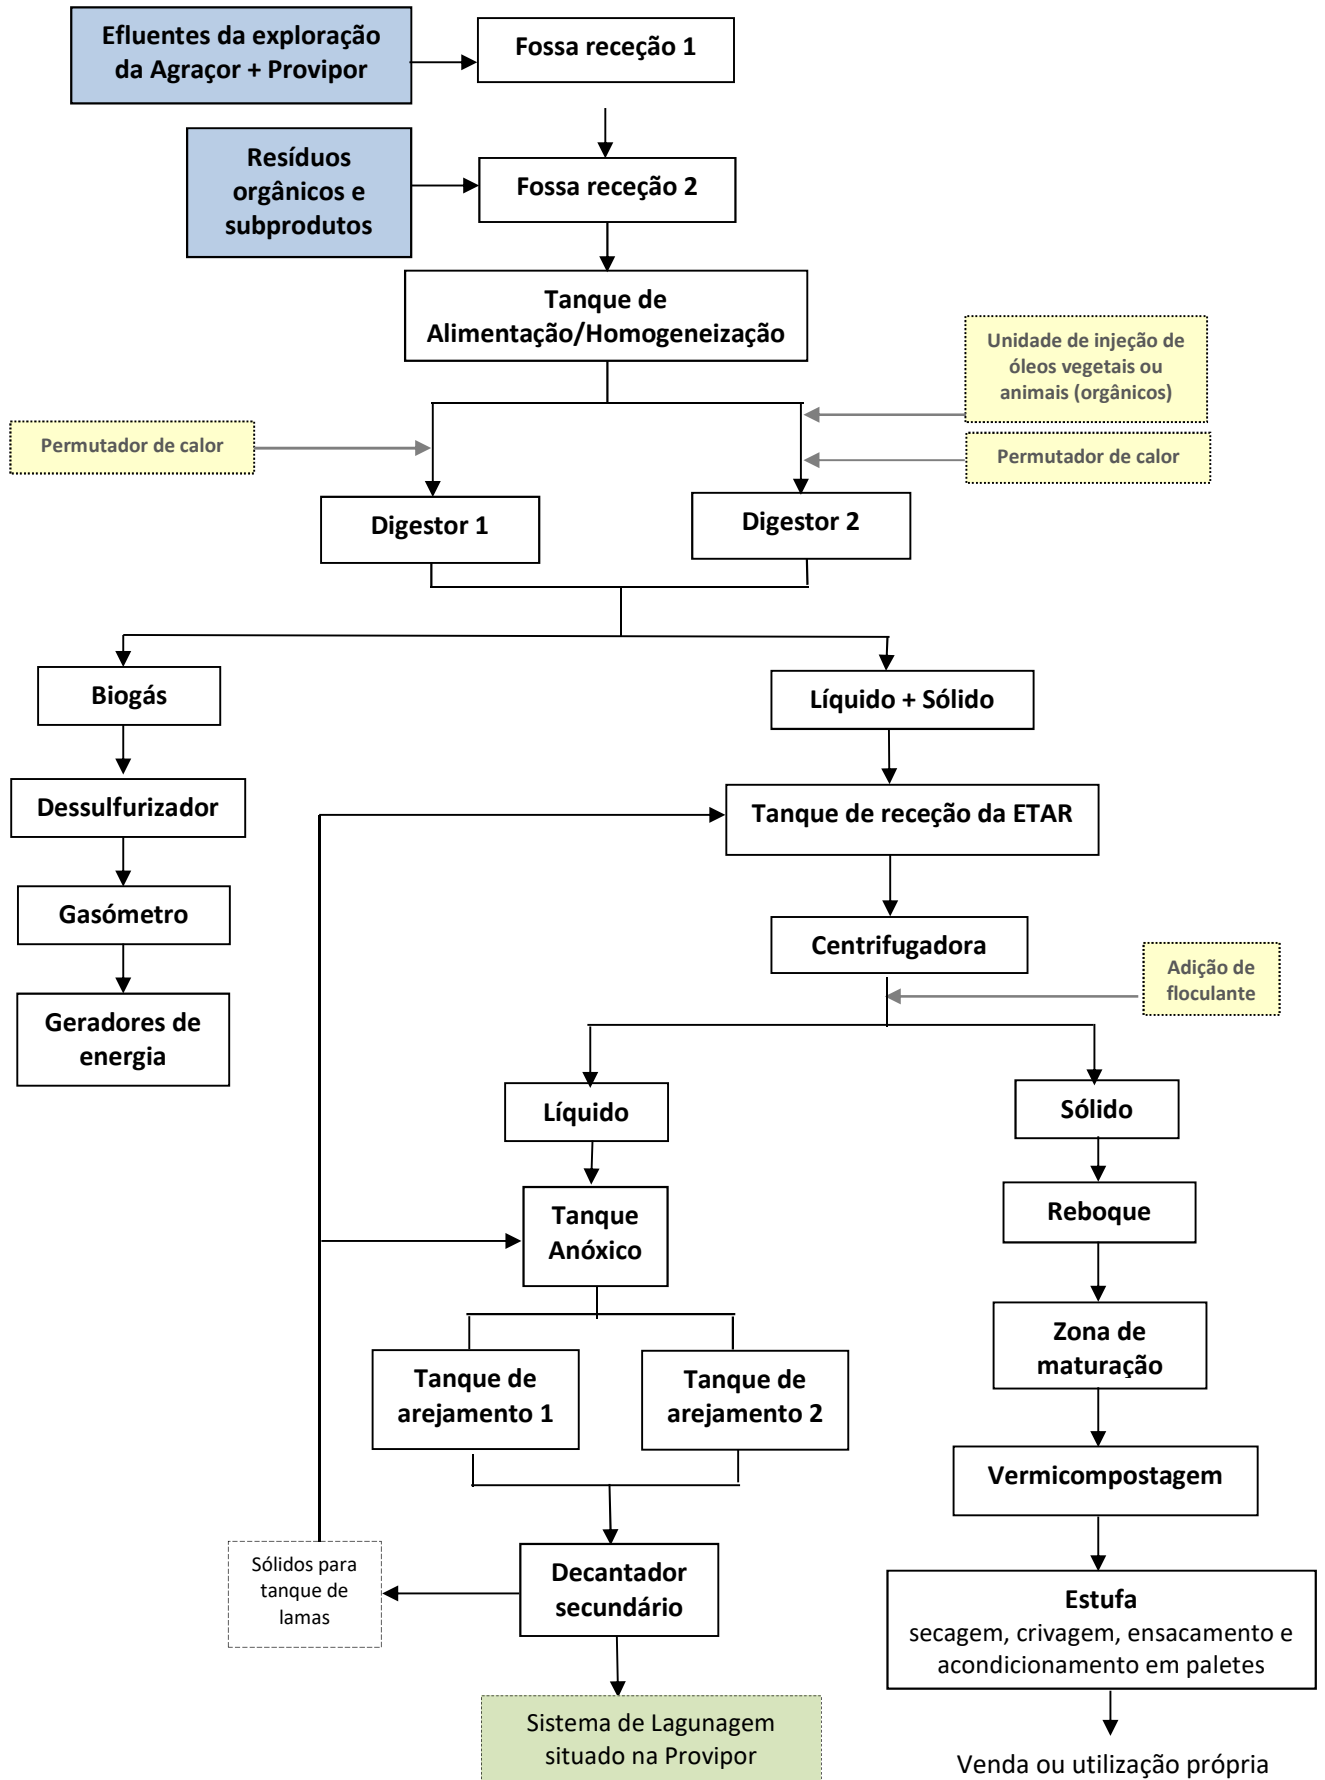 Efluentes da exploração
da Agraçor + Provipor
Fossa receção 1
Resíduos
orgânicos e
subprodutos
Fossa receção 2
Tanque de
Alimentação/Homogeneização
Unidade de injeção de
óleos vegetais ou
animais (orgânicos)
Permutador de calor
Permutador de calor
Digestor 1
Digestor 2
Biogás
Líquido + Sólido
Dessulfurizador
Tanque de receção da ETAR
Gasómetro
Centrifugadora
Adição de
floculante
Geradores de
energia
Líquido
Sólido
Tanque
Anóxico
Reboque
Zona de
maturação
Tanque de
arejamento 1
Tanque de
arejamento 2
Vermicompostagem
Sólidos para
tanque de
lamas
Decantador
secundário
Estufa
secagem, crivagem, ensacamento e
acondicionamento em paletes
Sistema de Lagunagem
situado na Provipor
Venda ou utilização própria